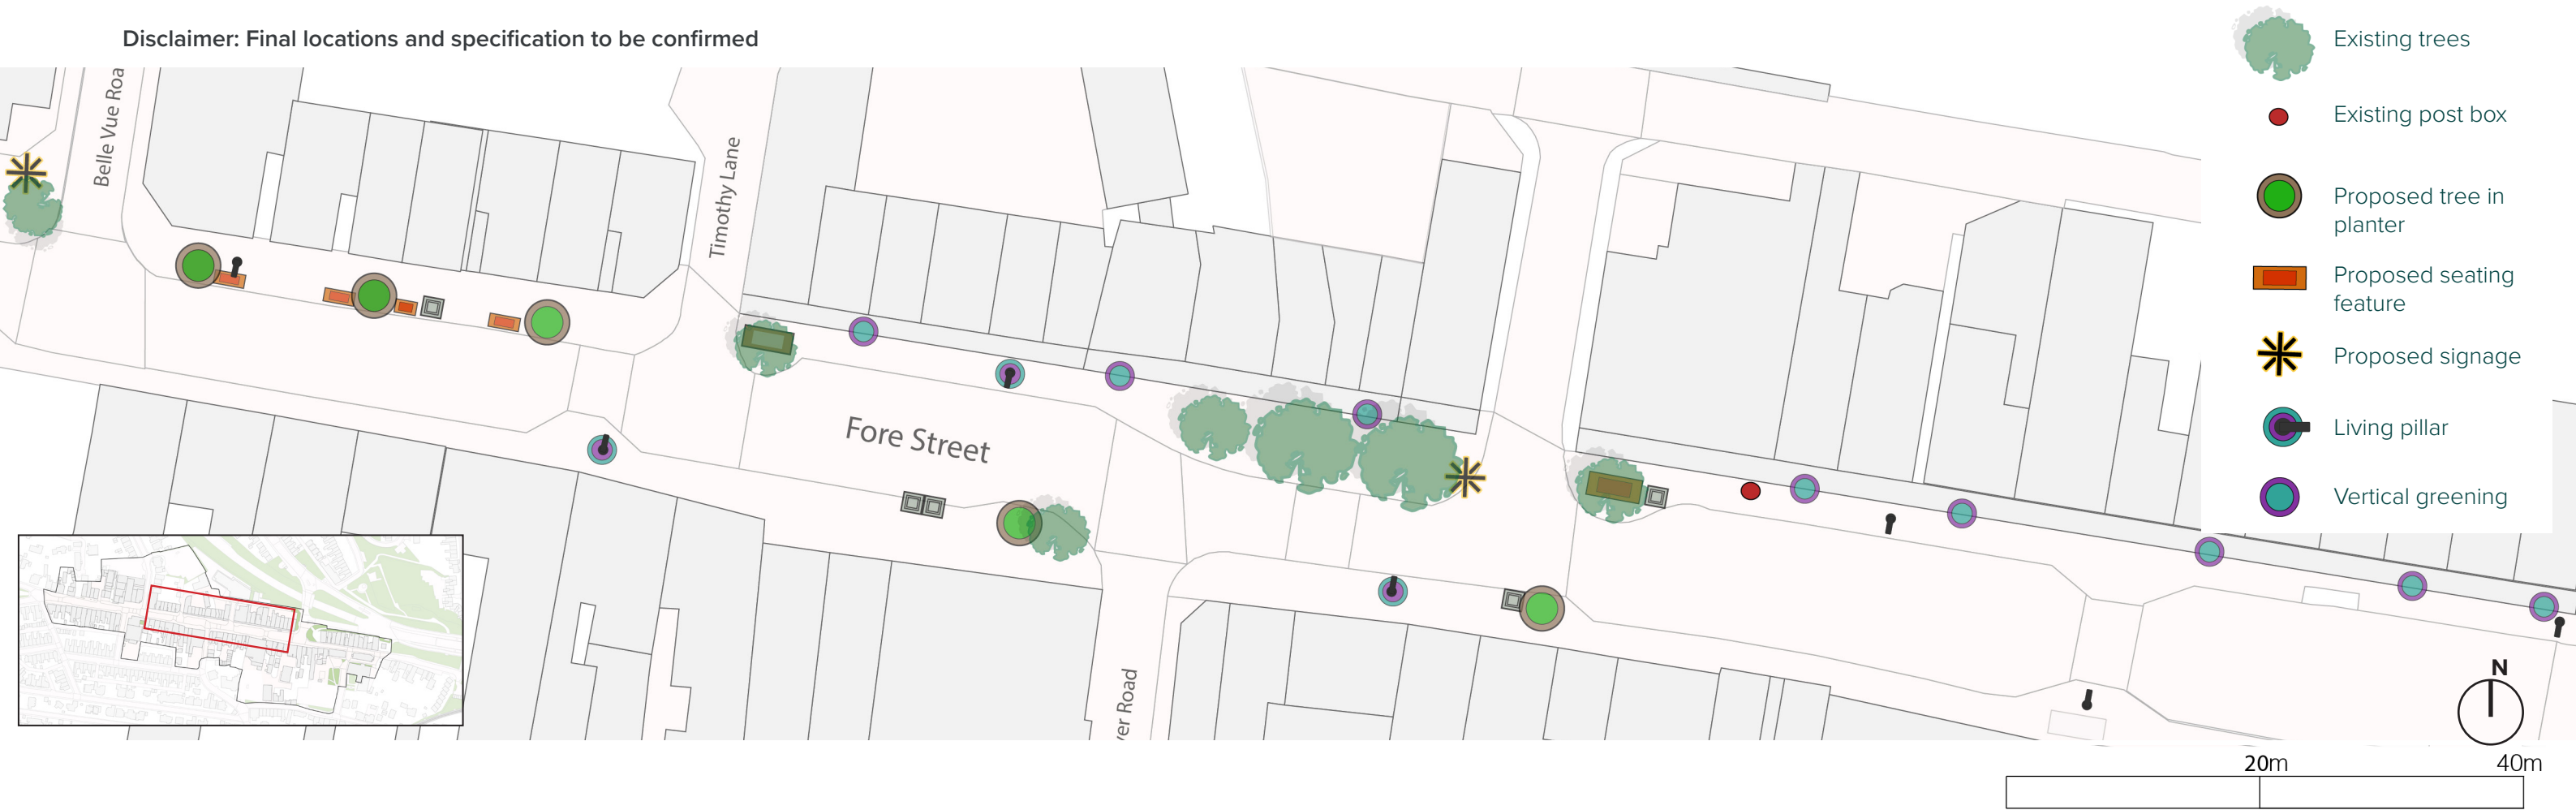 Disclaimer: Final locations and specification to be confirmed
Existing trees
Existing post box
Proposed tree in
planter
Proposed seating
feature
Proposed signage
Living pillar
Vertical greening
Belle Vue Roa
Timothy Lane
Fore Street
ver Road
N
20m
40m